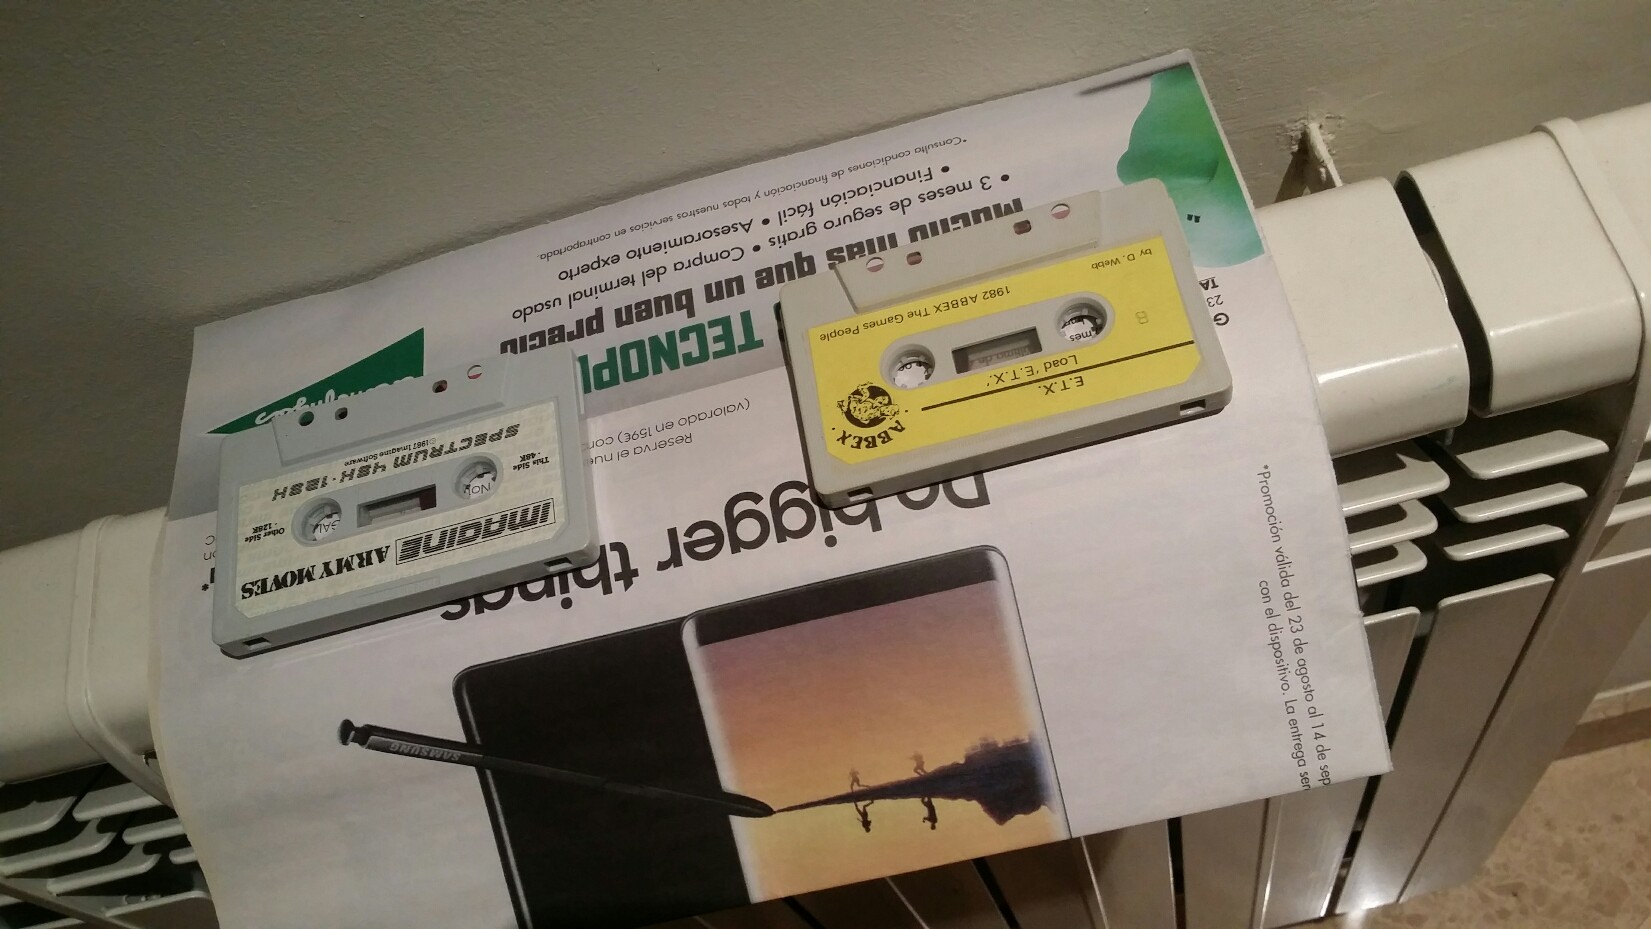 IMAGINE ARMY MOVES
This Side
- 48K
Other Side
- 128K
SPECTRUM 48K·128K
©1987 Imagine Software
ABBEX
E.T.X.
Load 'E.T.X.'
B
1982 ABBEX The Games People
by D. Webb
SAMSUNG
Do bigger things
Reserva el nue
(valorado en 159€) con
TECNOPR
Mucho más que un buen precio
• 3 meses de seguro gratis • Compra del terminal usado
• Financiación fácil • Asesoramiento experto
*Consulta condiciones de financiación y todos nuestros servicios en contraportada.
*Promoción válida del 23 de agosto al 14 de sep
con el dispositivo. La entrega ser